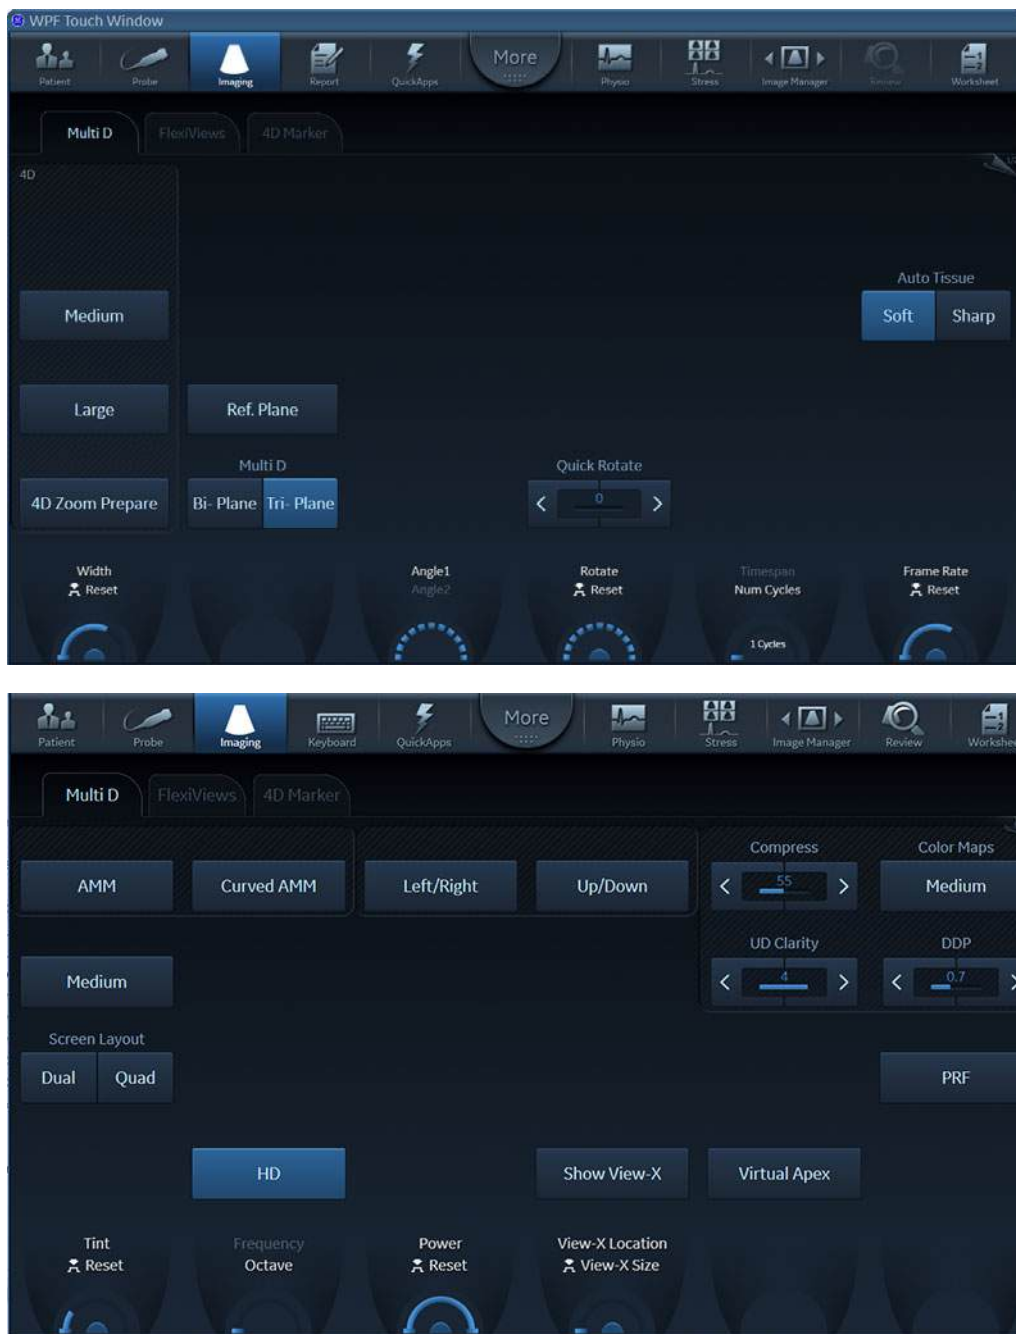 WPF Touch Window
Patient Probe Imaging Report QuickApps More Physio Stress Image Manager Review Worksheet
Multi D FlexiViews 4D Marker
4D
Auto Tissue
Medium Soft Sharp
Large Ref. Plane
Multi D Quick Rotate
4D Zoom Prepare Bi- Plane Tri- Plane 0
Width Angle1 Rotate Timespan Frame Rate
Reset Angle2 Reset Num Cycles Reset
1 Cycles
Patient Probe Imaging Keyboard QuickApps More Physio Stress Image Manager Review Workshee
Multi D FlexiViews 4D Marker
Compress Color Maps
AMM Curved AMM Left/Right Up/Down 55 Medium
UD Clarity DDP
Medium 4 0.7
Screen Layout
Dual Quad PRF
HD Show View-X Virtual Apex
Tint Frequency Power View-X Location
Reset Octave Reset View-X Size